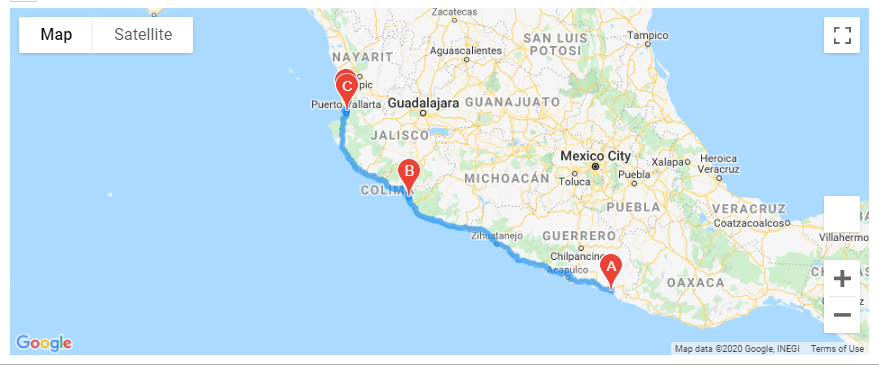 Map
Satellite
Zacatecas
SAN LUIS
POTOSI
Tampico
NAYARIT
Aguascalientes
C
Puerto Vallarta
Guadalajara
GUANAJUATO
JALISCO
B
Mexico City
Xalapa
Heroica
Veracruz
COLIMA
MICHOACÁN
Toluca
Puebla
PUEBLA
VERACRUZ
Coatzacoalcos
Zihuatanejo
GUERRERO
Villahermo
Chilpancing
A
Acapulco
OAXACA
+
−
Google
Map data ©2020 Google, INEGI
Terms of Use